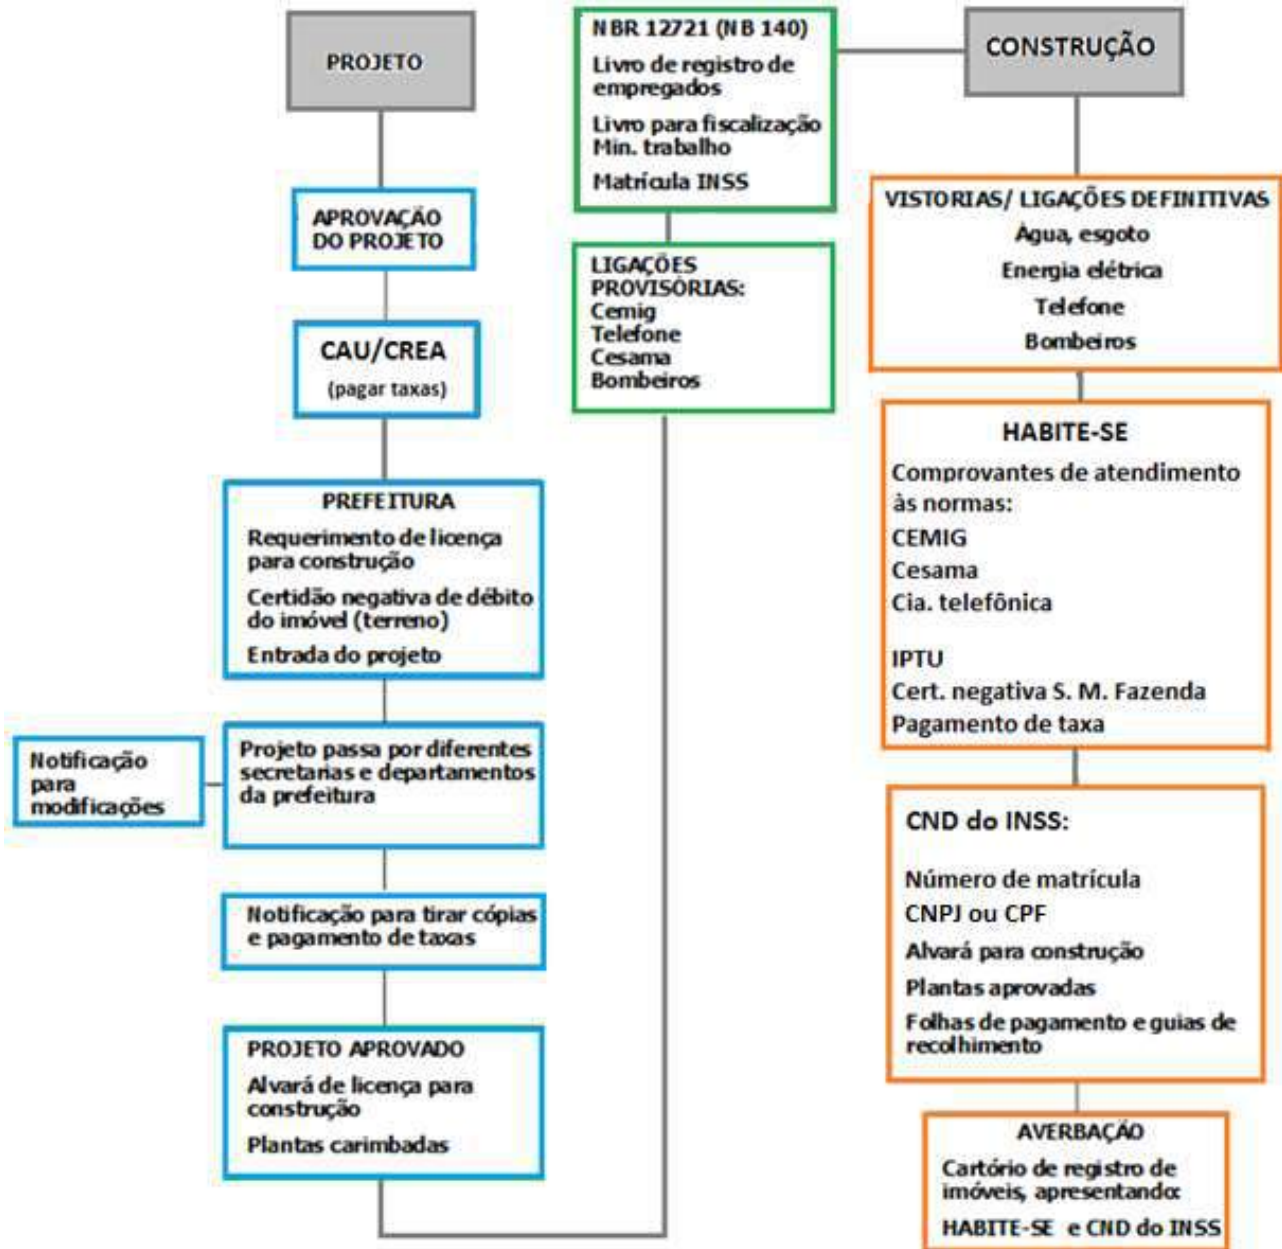 PROJETO
APROVAÇÃO
DO PROJETO
CAU/CREA
(pagar taxas)
PREFEITURA
Requerimento de licença
para construção
Certidão negativa de débito
do imóvel (terreno)
Entrada do projeto
Notificação
para
modificações
Projeto passa por diferentes
secretarias e departamentos
da prefeitura
Notificação para tirar cópias
e pagamento de taxas
PROJETO APROVADO
Alvará de licença para
construção
Plantas carimbadas
LIGAÇÕES
PROVISÓRIAS:
Cemig
Telefone
Cesama
Bombeiros
NBR 12721 (NB 140)
Livro de registro de
empregados
Livro para fiscalização
Min. trabalho
Matrícula INSS
CONSTRUÇÃO
VISTORIAS/ LIGAÇÕES DEFINITIVAS
Água, esgoto
Energia elétrica
Telefone
Bombeiros
HABITE-SE
Comprovantes de atendimento
às normas:
CEMIG
Cesama
Cia. telefônica
IPTU
Cert. negativa S. M. Fazenda
Pagamento de taxa
CND do INSS:
Número de matrícula
CNPJ ou CPF
Alvará para construção
Plantas aprovadas
Folhas de pagamento e guias de
recolhimento
AVERBAÇÃO
Cartório de registro de
imóveis, apresentando:
HABITE-SE e CND do INSS